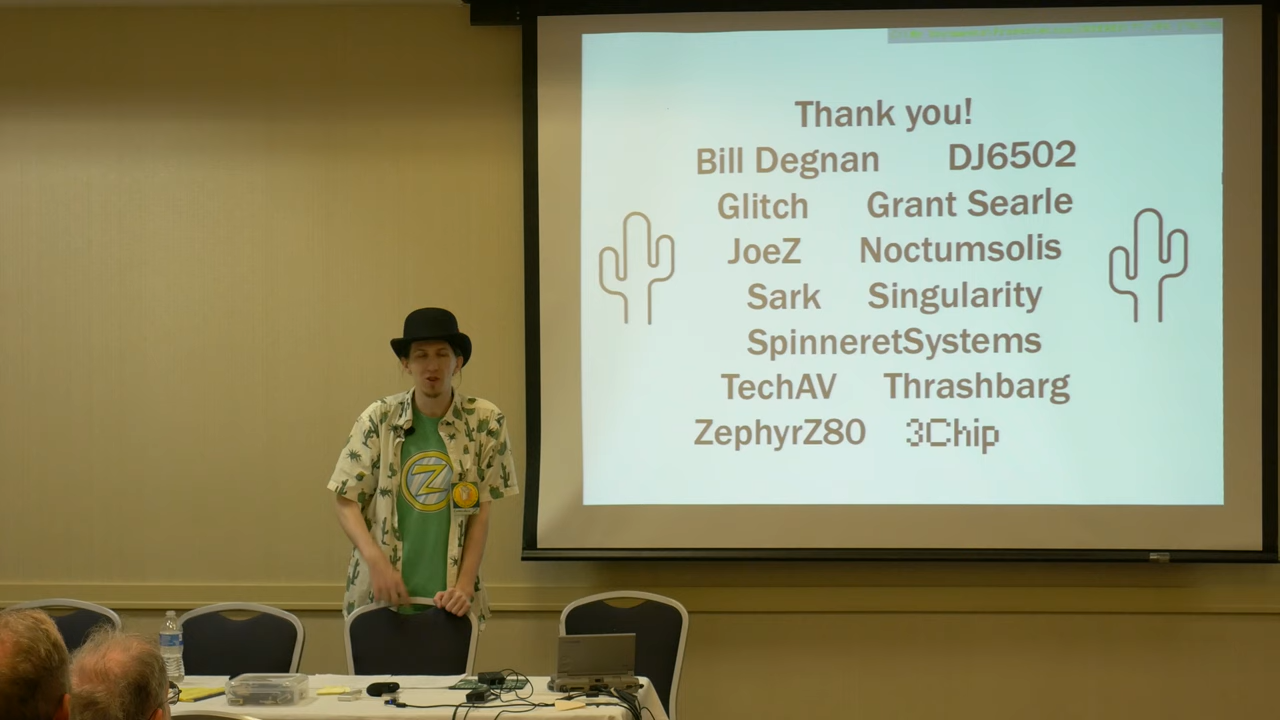 Thank you!
Bill Degnan DJ6502
Glitch Grant Searle
JoeZ Noctumsolis
Sark Singularity
SpinneretSystems
TechAV Thrashbarg
ZephyrZ80 3Chip
Z